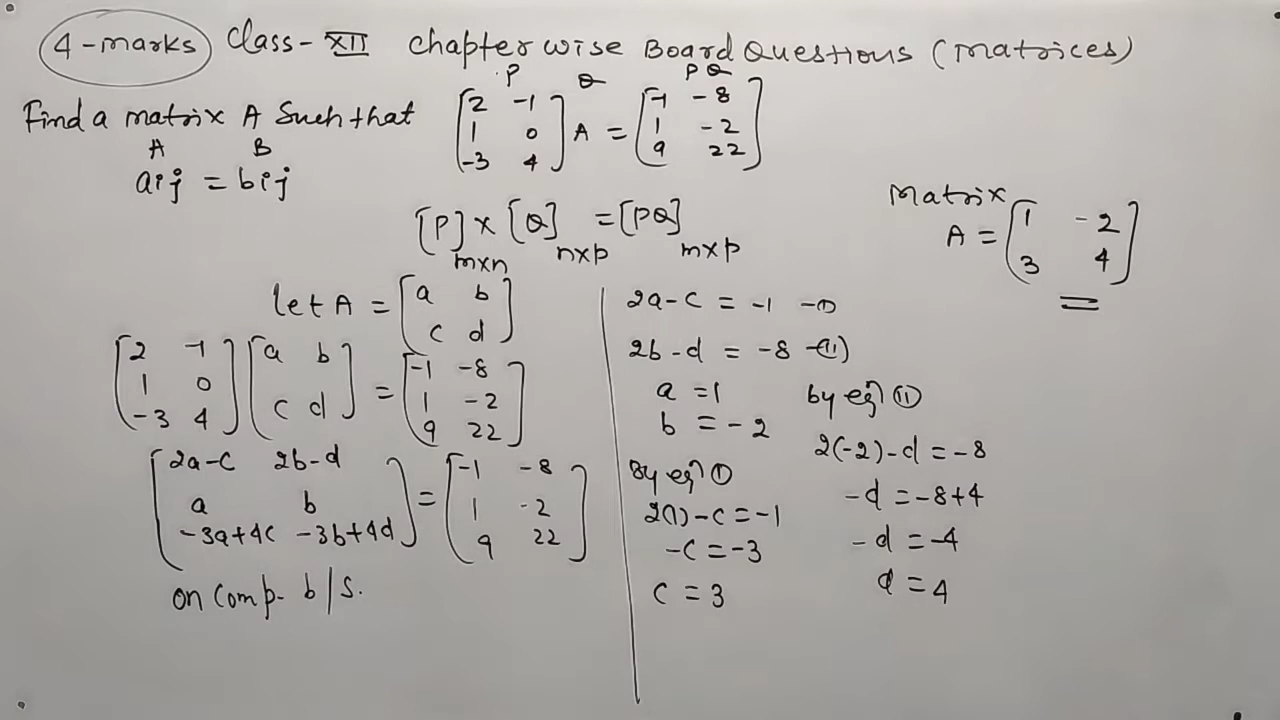 4-marks Class-XII Chapterwise Board Questions (Matrices)
P Q PQ
Find a matrix A Such that [2 -1] A = [-1 -8]
[1 0] [1 -2]
[-3 4] [9 22]
A B
aij = bij
[P] × [Q] = [PQ]
m×n n×p m×p
Matrix
A = [1 -2]
[3 4]
let A = [a b]
[c d]
[2 -1] [a b] = [-1 -8]
[1 0] [c d] [1 -2]
[-3 4] [9 22]
[2a-c 2b-d] = [-1 -8]
[a b] [1 -2]
[-3a+4c -3b+4d] [9 22]
on comp. b/s.
2a-c = -1 -(i)
2b-d = -8 -(ii)
a = 1
b = -2
By eqn (i)
2(1)-c = -1
-c = -3
c = 3
by eqn (ii)
2(-2)-d = -8
-d = -8+4
-d = -4
d = 4